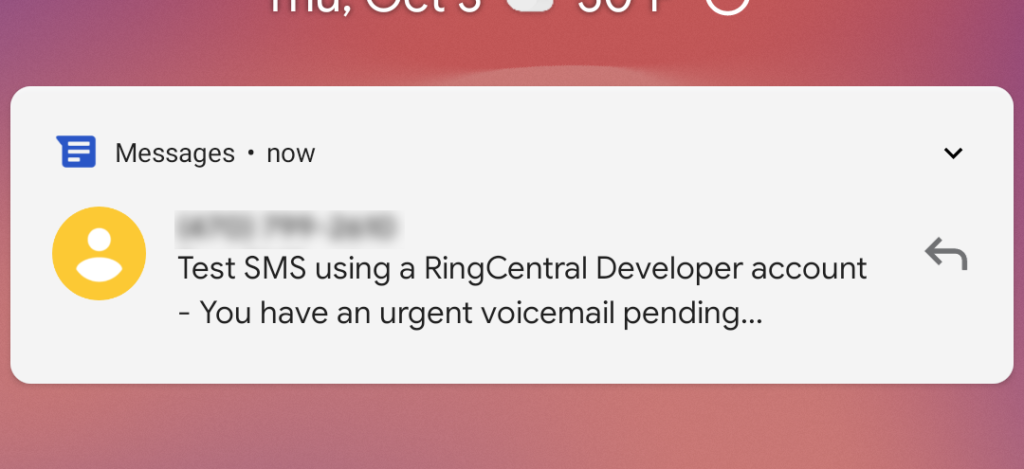 Messages • now
Test SMS using a RingCentral Developer account
- You have an urgent voicemail pending...